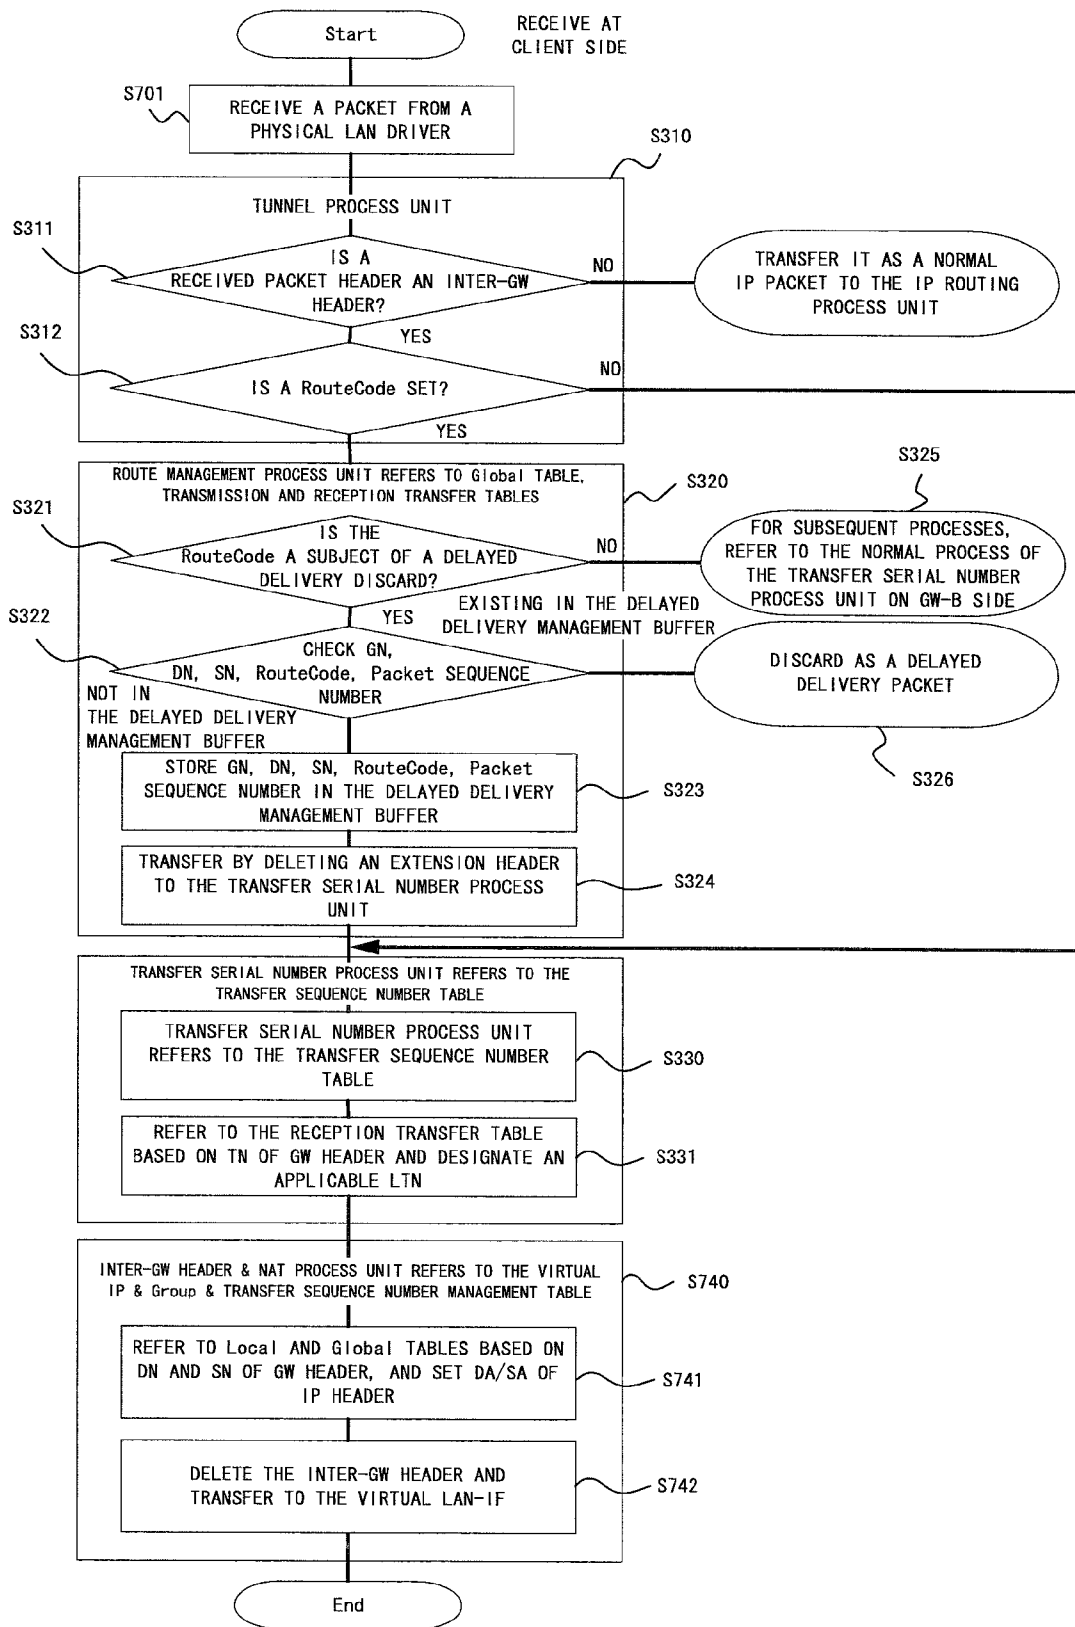 Start
RECEIVE AT
CLIENT SIDE
S701
RECEIVE A PACKET FROM A
PHYSICAL LAN DRIVER
S310
TUNNEL PROCESS UNIT
S311
IS A
RECEIVED PACKET HEADER AN INTER-GW
HEADER?
NO
TRANSFER IT AS A NORMAL
IP PACKET TO THE IP ROUTING
PROCESS UNIT
YES
S312
IS A RouteCode SET?
NO
YES
ROUTE MANAGEMENT PROCESS UNIT REFERS TO Global TABLE,
TRANSMISSION AND RECEPTION TRANSFER TABLES
S320
S325
S321
IS THE
RouteCode A SUBJECT OF A DELAYED
DELIVERY DISCARD?
NO
FOR SUBSEQUENT PROCESSES,
REFER TO THE NORMAL PROCESS OF
THE TRANSFER SERIAL NUMBER
PROCESS UNIT ON GW-B SIDE
YES
EXISTING IN THE DELAYED
DELIVERY MANAGEMENT BUFFER
S322
CHECK GN,
DN, SN, RouteCode, Packet SEQUENCE
NUMBER
DISCARD AS A DELAYED
DELIVERY PACKET
S326
NOT IN
THE DELAYED DELIVERY
MANAGEMENT BUFFER
STORE GN, DN, SN, RouteCode, Packet
SEQUENCE NUMBER IN THE DELAYED DELIVERY
MANAGEMENT BUFFER
S323
TRANSFER BY DELETING AN EXTENSION HEADER
TO THE TRANSFER SERIAL NUMBER PROCESS
UNIT
S324
TRANSFER SERIAL NUMBER PROCESS UNIT REFERS TO THE
TRANSFER SEQUENCE NUMBER TABLE
TRANSFER SERIAL NUMBER PROCESS UNIT
REFERS TO THE TRANSFER SEQUENCE NUMBER
TABLE
S330
REFER TO THE RECEPTION TRANSFER TABLE
BASED ON TN OF GW HEADER AND DESIGNATE AN
APPLICABLE LTN
S331
INTER-GW HEADER & NAT PROCESS UNIT REFERS TO THE VIRTUAL
IP & Group & TRANSFER SEQUENCE NUMBER MANAGEMENT TABLE
S740
REFER TO Local AND Global TABLES BASED ON
DN AND SN OF GW HEADER, AND SET DA/SA OF
IP HEADER
S741
DELETE THE INTER-GW HEADER AND
TRANSFER TO THE VIRTUAL LAN-IF
S742
End